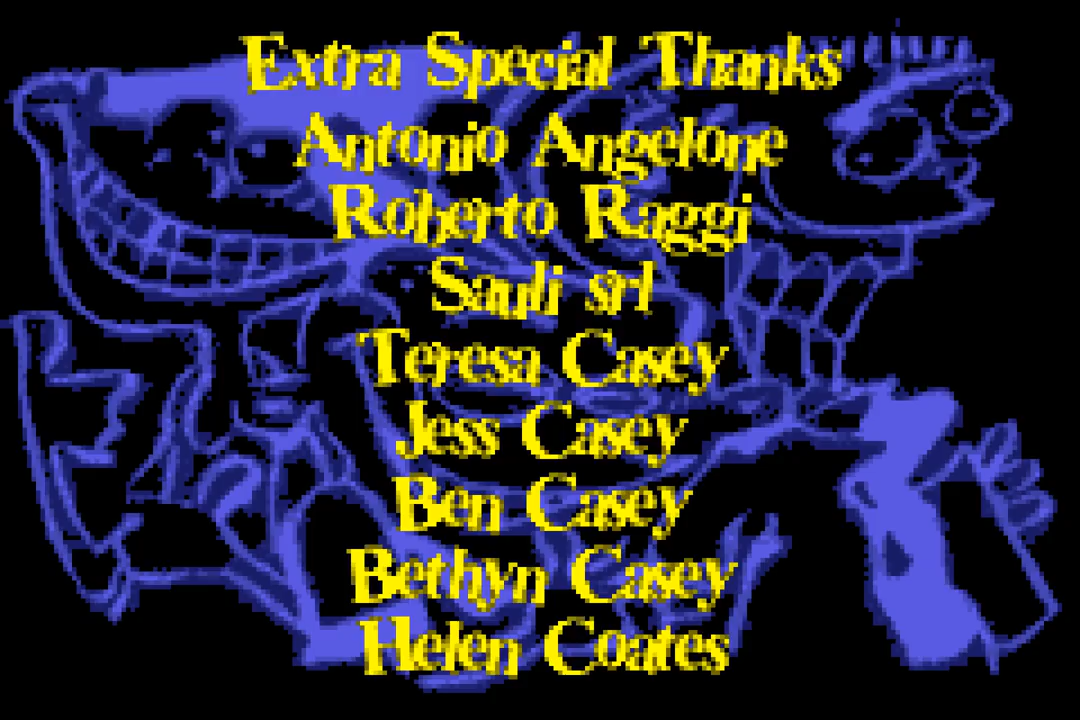 Extra Special Thanks
Antonio Angelone
Roberto Raggi
Sauli srl
Teresa Casey
Jess Casey
Ben Casey
Bethyn Casey
Helen Coates